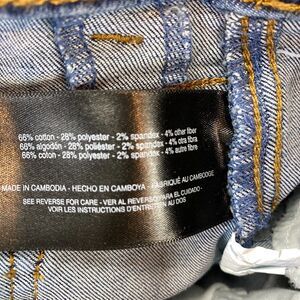 66% cotton - 28% polyester - 2% spandex - 4% other fiber
66% algodón - 28% poliéster - 2% spandex - 4% otra fibra
66% coton - 28% polyester - 2% spandex - 4% autre fibre
MADE IN CAMBODIA - HECHO EN CAMBOYA - FABRIQUÉ AU CAMBODGE
SEE REVERSE FOR CARE - VER AL REVERSO PARA EL CUIDADO -
VOIR LES INSTRUCTIONS D'ENTRETIEN AU DOS